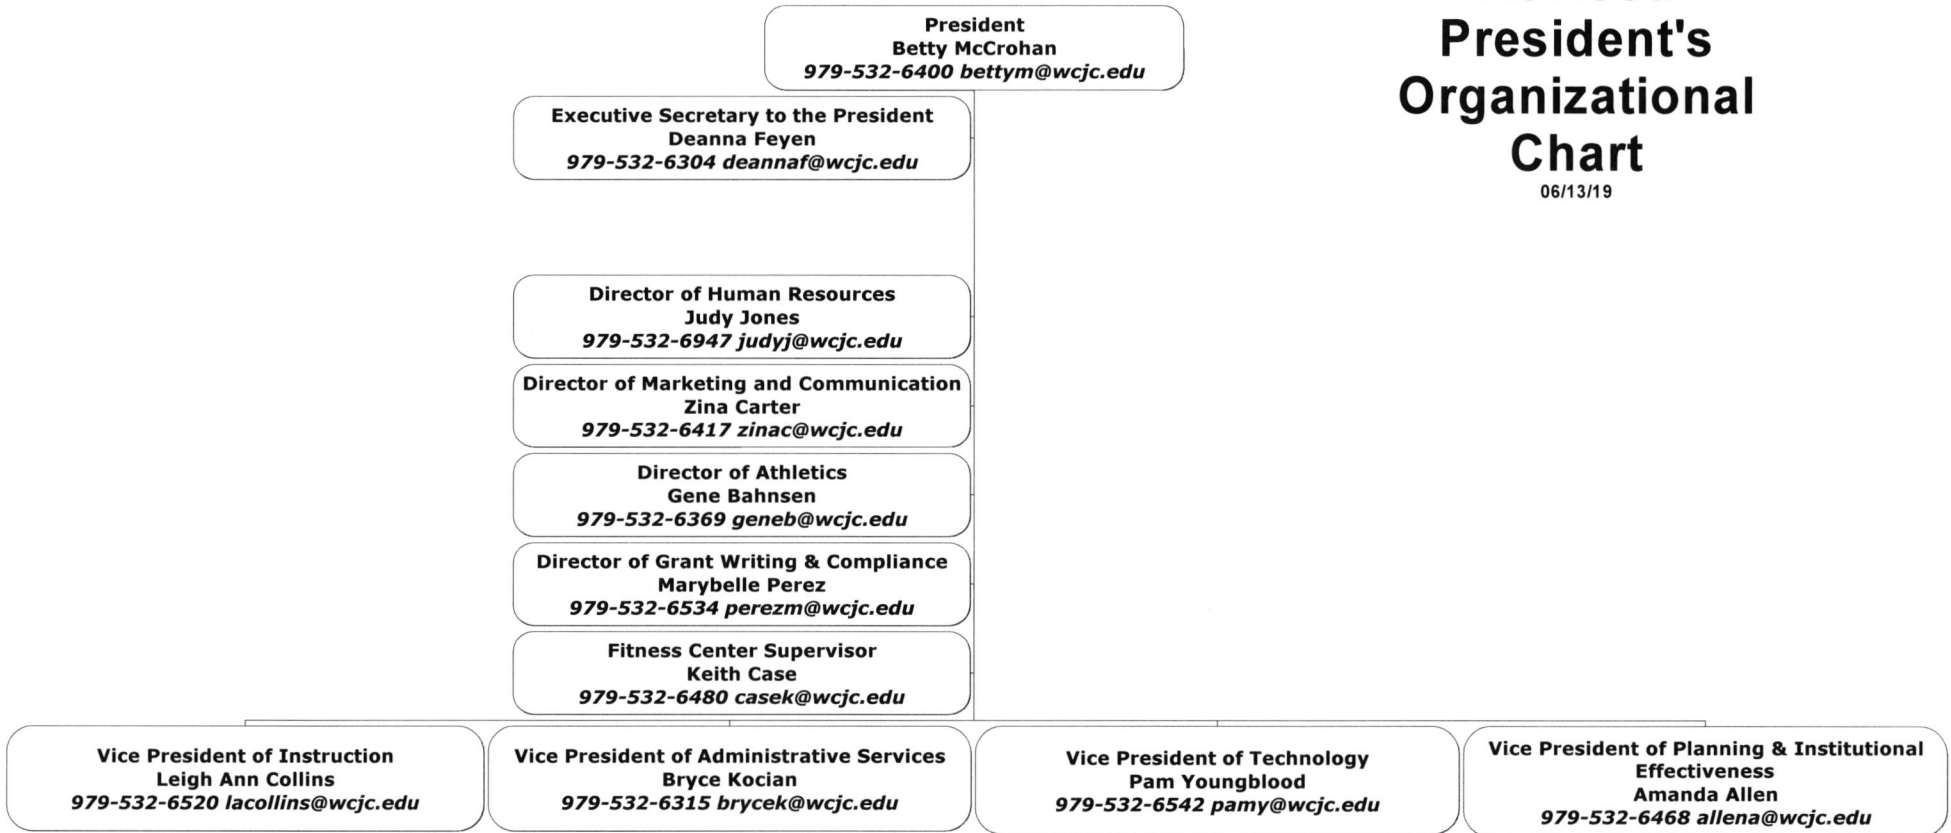 President's
Organizational
Chart
06/13/19
President
Betty McCrohan
979-532-6400 bettym@wcjc.edu
Executive Secretary to the President
Deanna Feyen
979-532-6304 deannaf@wcjc.edu
Director of Human Resources
Judy Jones
979-532-6947 judyj@wcjc.edu
Director of Marketing and Communication
Zina Carter
979-532-6417 zinac@wcjc.edu
Director of Athletics
Gene Bahnsen
979-532-6369 geneb@wcjc.edu
Director of Grant Writing & Compliance
Marybelle Perez
979-532-6534 perezm@wcjc.edu
Fitness Center Supervisor
Keith Case
979-532-6480 casek@wcjc.edu
Vice President of Instruction
Leigh Ann Collins
979-532-6520 lacollins@wcjc.edu
Vice President of Administrative Services
Bryce Kocian
979-532-6315 brycek@wcjc.edu
Vice President of Technology
Pam Youngblood
979-532-6542 pamy@wcjc.edu
Vice President of Planning & Institutional
Effectiveness
Amanda Allen
979-532-6468 allena@wcjc.edu